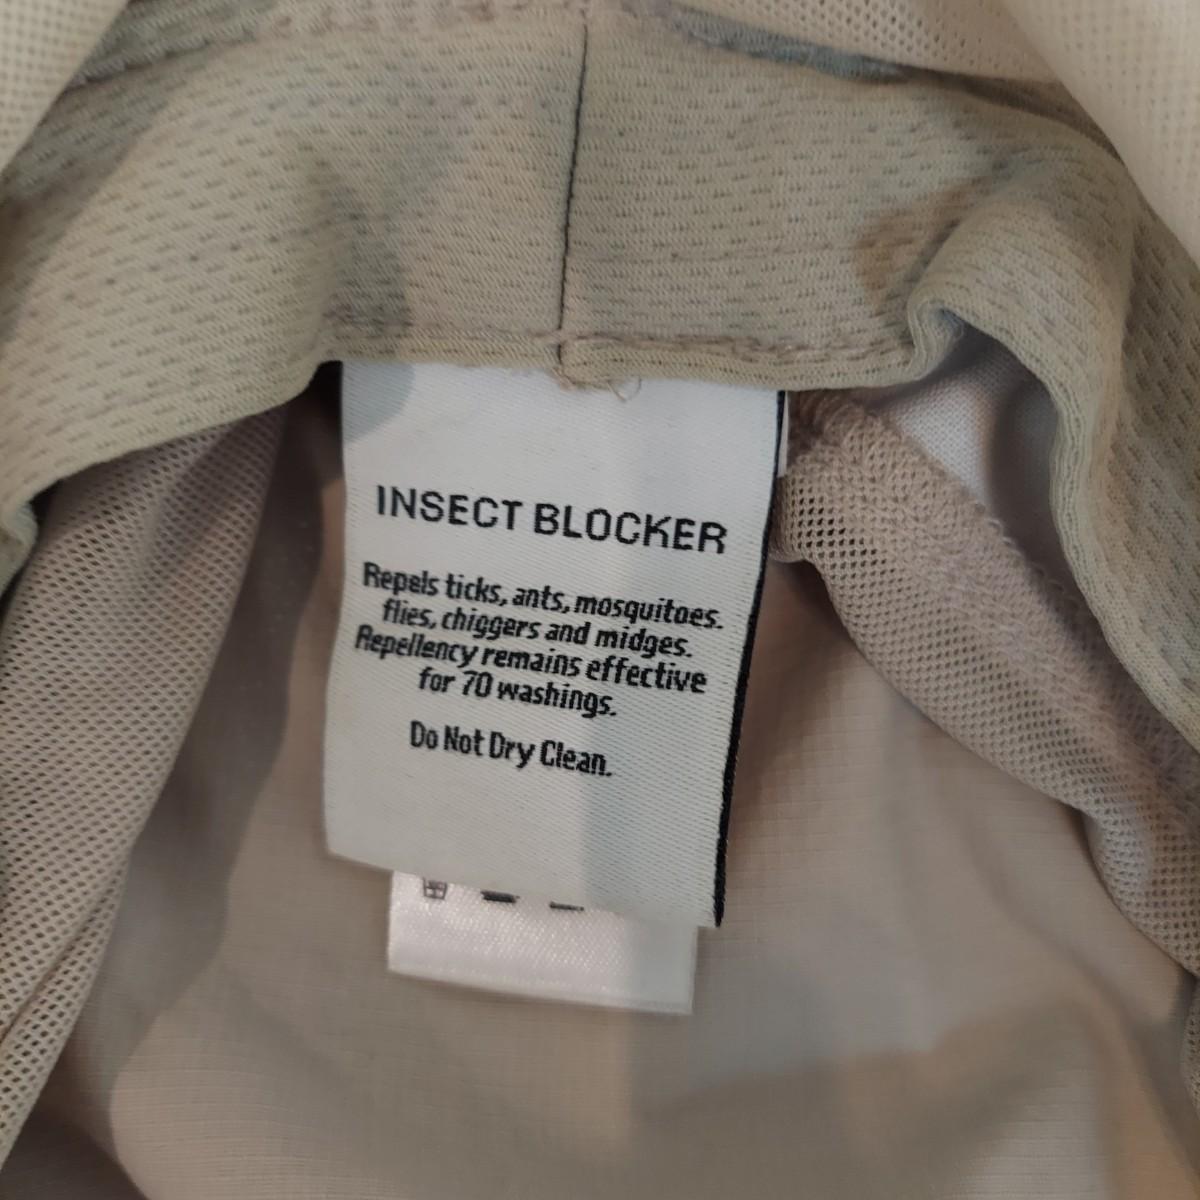 INSECT BLOCKER
Repels ticks, ants, mosquitoes.
flies, chiggers and midges.
Repellency remains effective
for 70 washings.
Do Not Dry Clean.